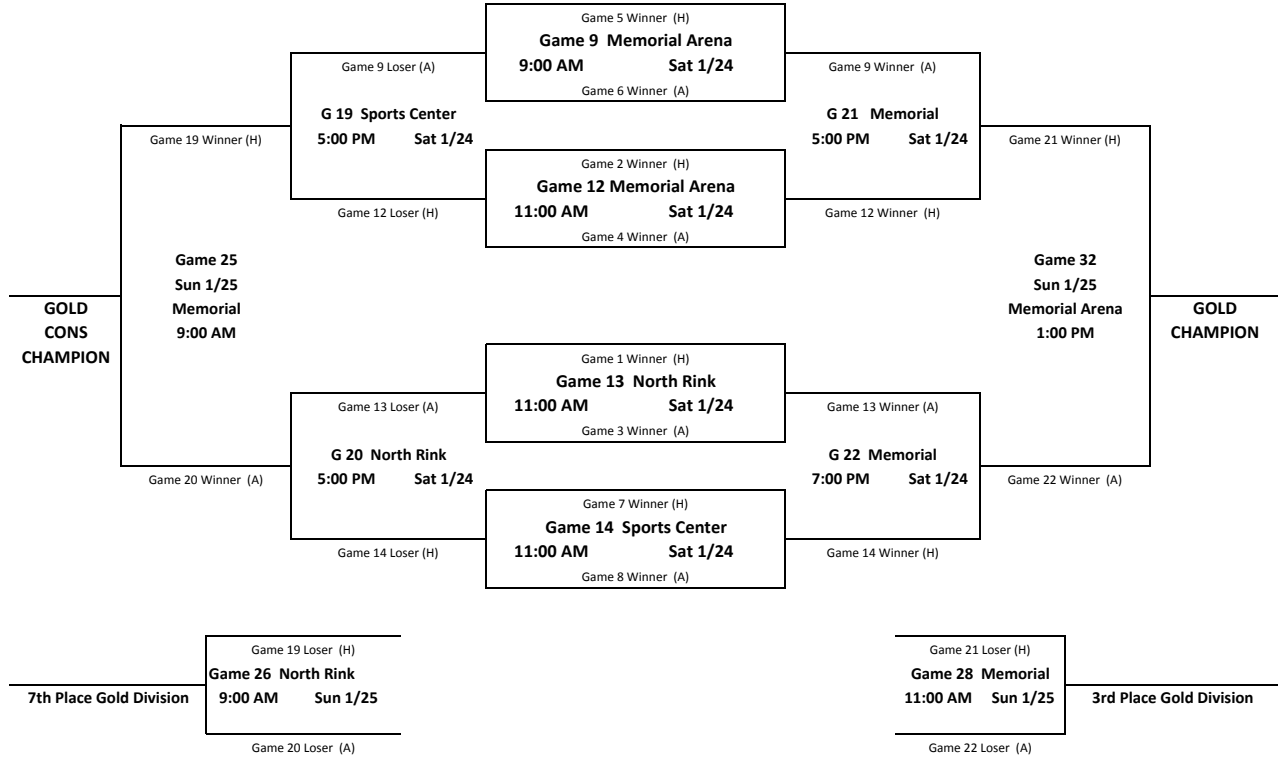 Game 5 Winner (H)
Game 9 Memorial Arena
9:00 AM Sat 1/24
Game 6 Winner (A)
Game 9 Loser (A)
Game 9 Winner (A)
G 19 Sports Center
5:00 PM Sat 1/24
G 21 Memorial
5:00 PM Sat 1/24
Game 19 Winner (H)
Game 21 Winner (H)
Game 2 Winner (H)
Game 12 Memorial Arena
11:00 AM Sat 1/24
Game 4 Winner (A)
Game 12 Loser (H)
Game 12 Winner (H)
Game 25
Sun 1/25
Memorial
9:00 AM
Game 32
Sun 1/25
Memorial Arena
1:00 PM
GOLD
CONS
CHAMPION
GOLD
CHAMPION
Game 1 Winner (H)
Game 13 North Rink
11:00 AM Sat 1/24
Game 3 Winner (A)
Game 13 Loser (A)
Game 13 Winner (A)
G 20 North Rink
5:00 PM Sat 1/24
G 22 Memorial
7:00 PM Sat 1/24
Game 20 Winner (A)
Game 22 Winner (A)
Game 7 Winner (H)
Game 14 Sports Center
11:00 AM Sat 1/24
Game 8 Winner (A)
Game 14 Loser (H)
Game 14 Winner (H)
Game 19 Loser (H)
Game 26 North Rink
9:00 AM Sun 1/25
Game 20 Loser (A)
7th Place Gold Division
Game 21 Loser (H)
Game 28 Memorial
11:00 AM Sun 1/25
Game 22 Loser (A)
3rd Place Gold Division